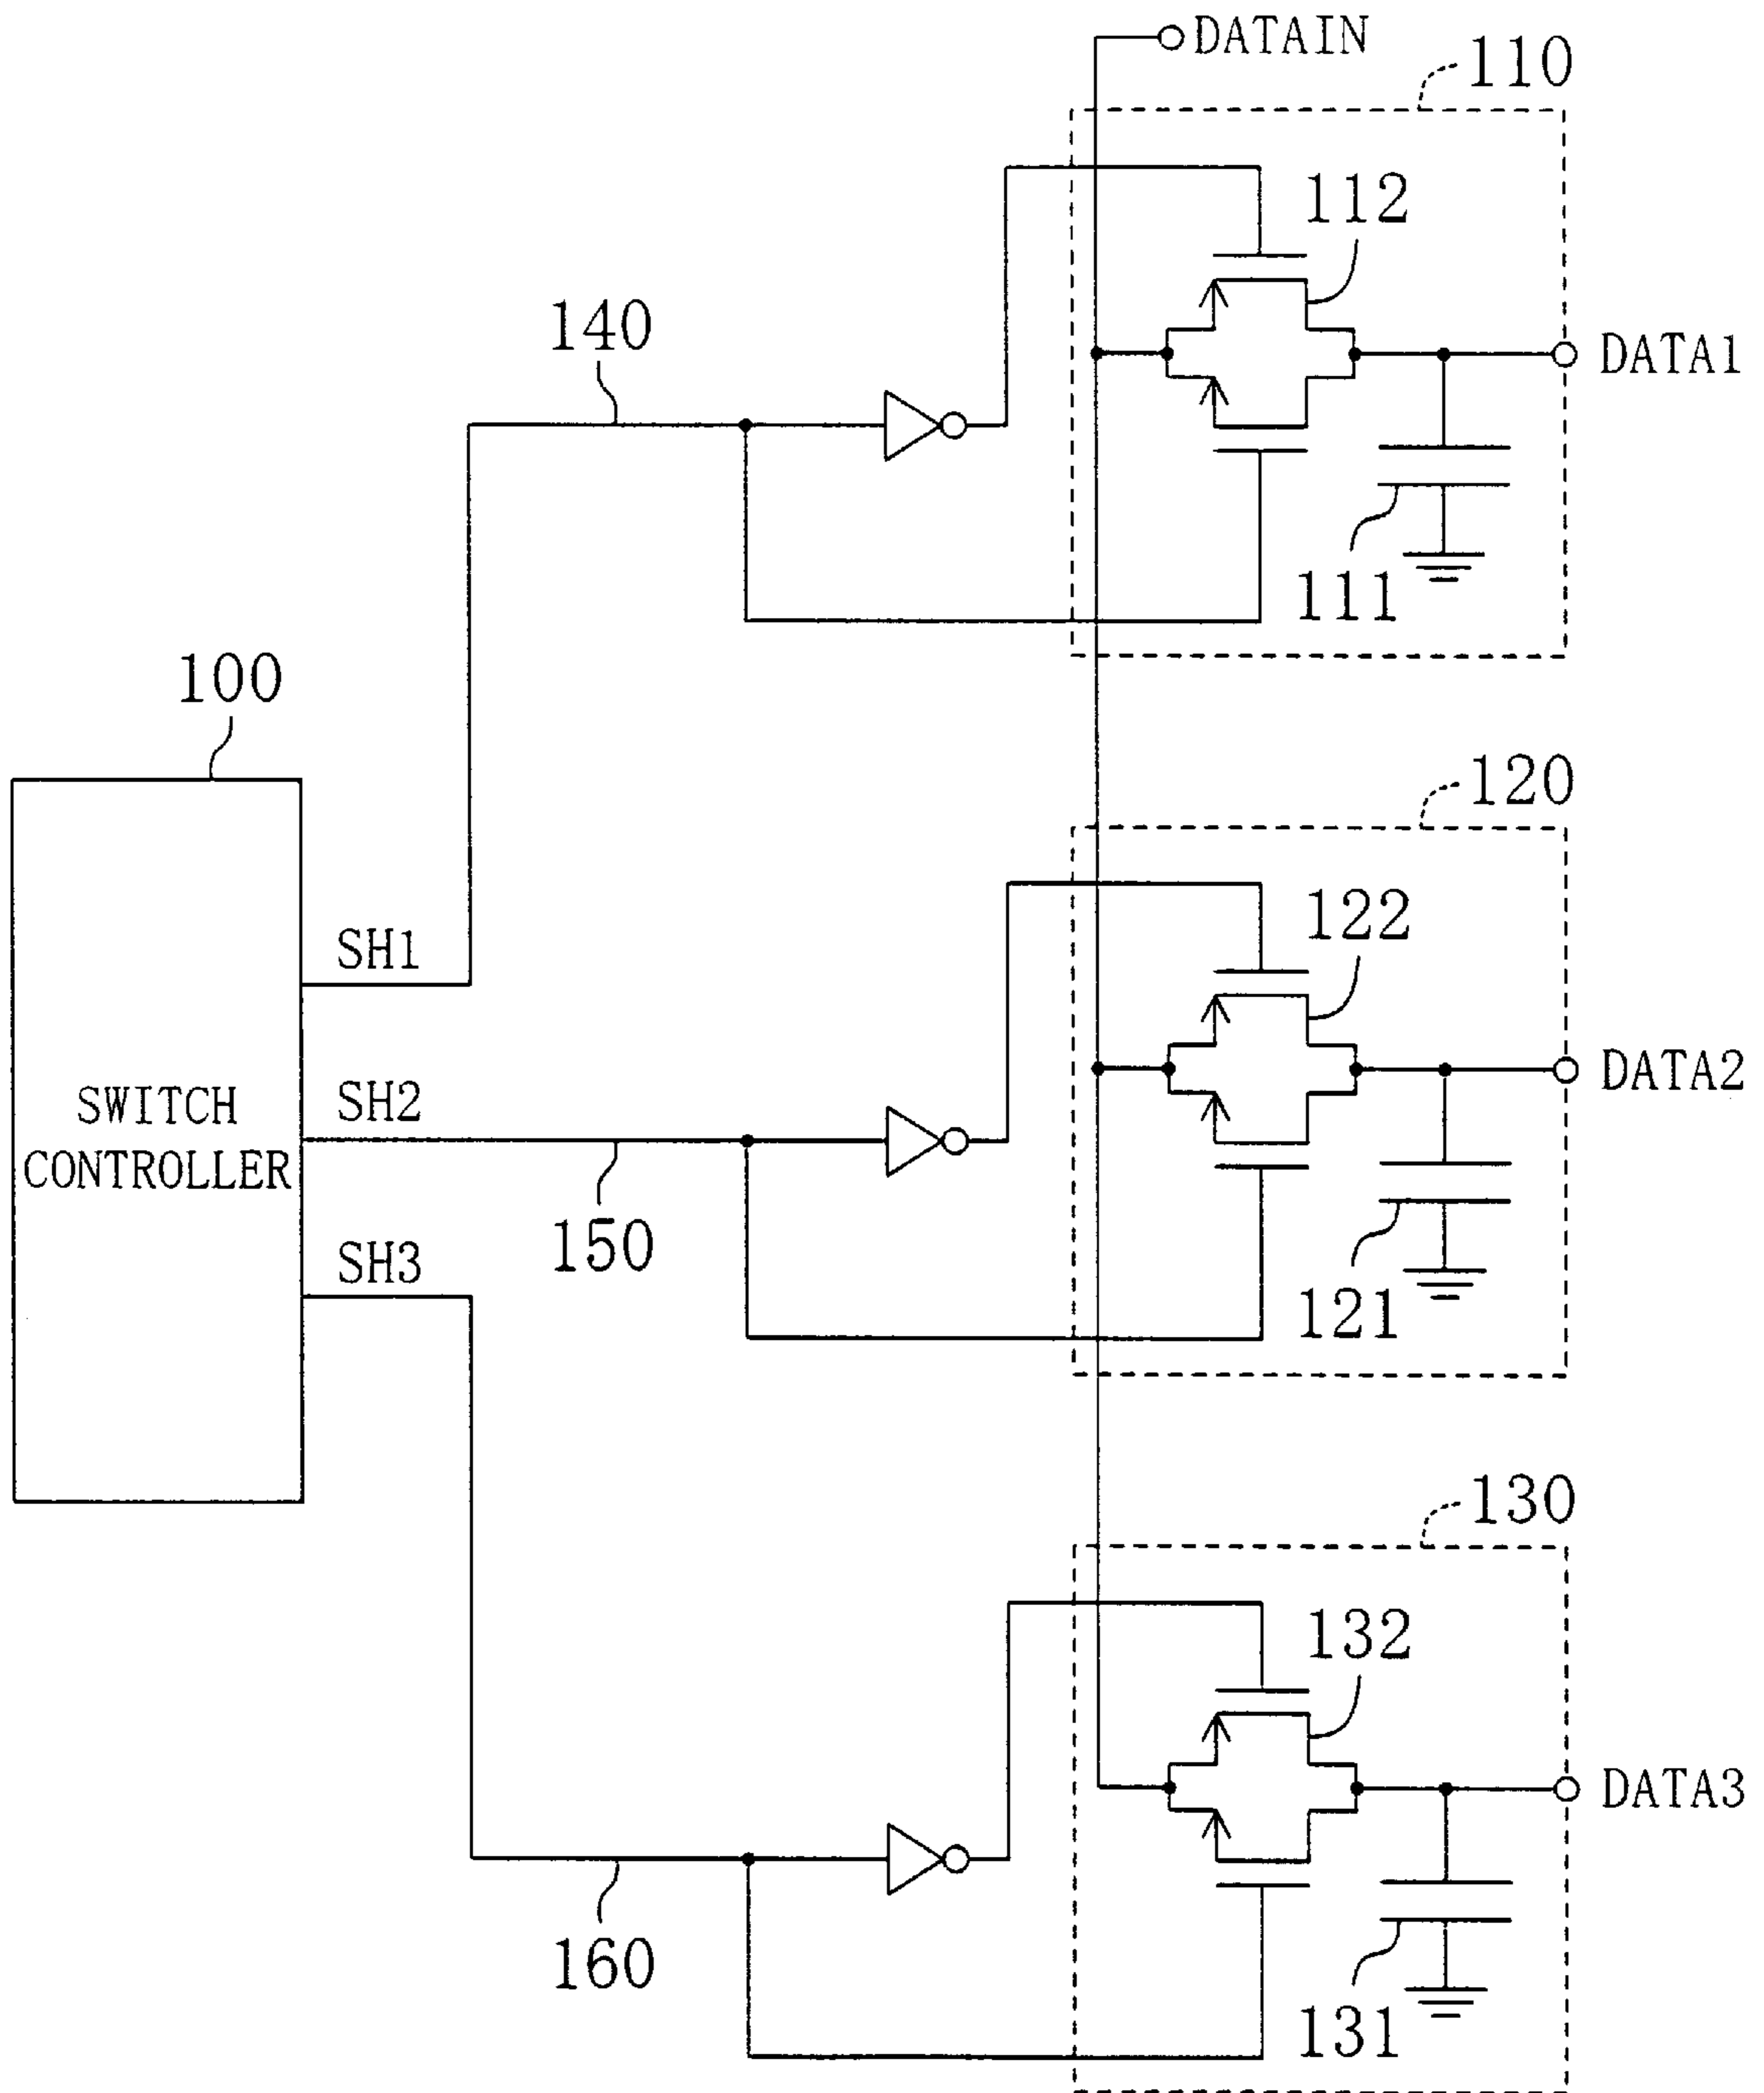 DATAIN
110
112
140
DATA1
111
100
120
122
SH1
DATA2
SH2
SWITCH
CONTROLLER
150
SH3
121
130
132
DATA3
160
131